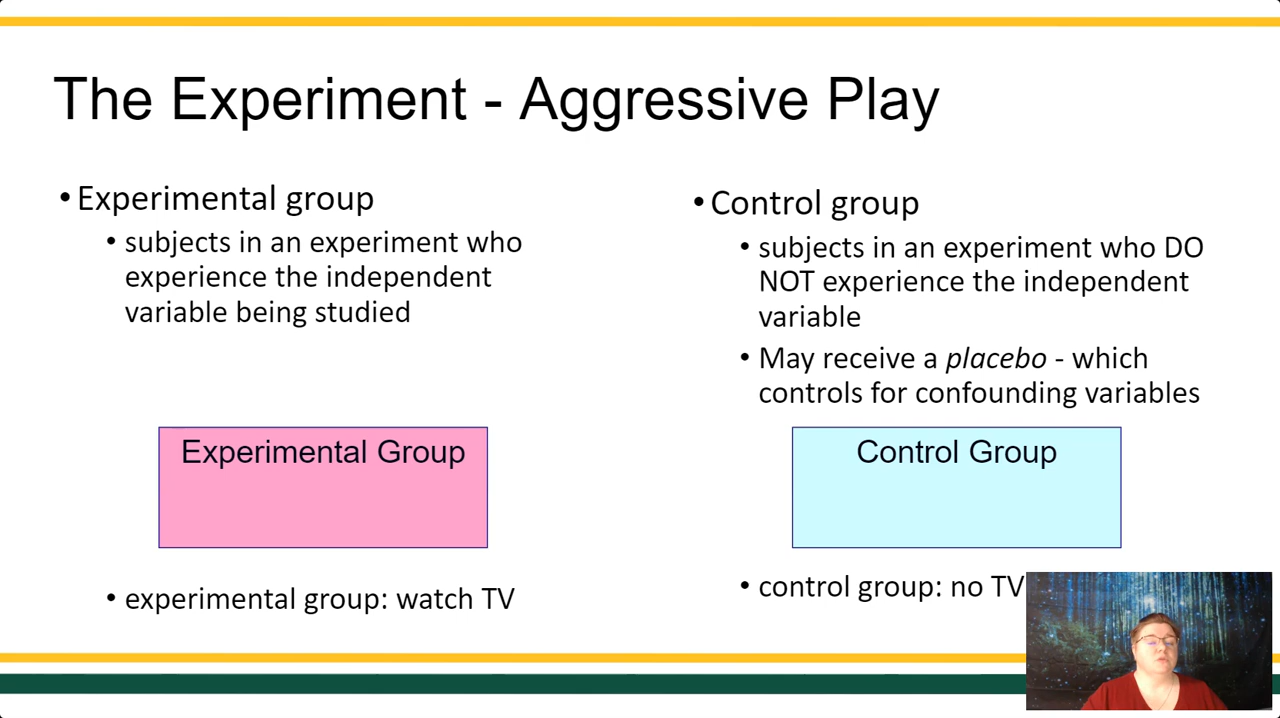 The Experiment - Aggressive Play
• Experimental group
• subjects in an experiment who
experience the independent
variable being studied
Experimental Group
• experimental group: watch TV
• Control group
• subjects in an experiment who DO
NOT experience the independent
variable
• May receive a placebo - which
controls for confounding variables
Control Group
• control group: no TV